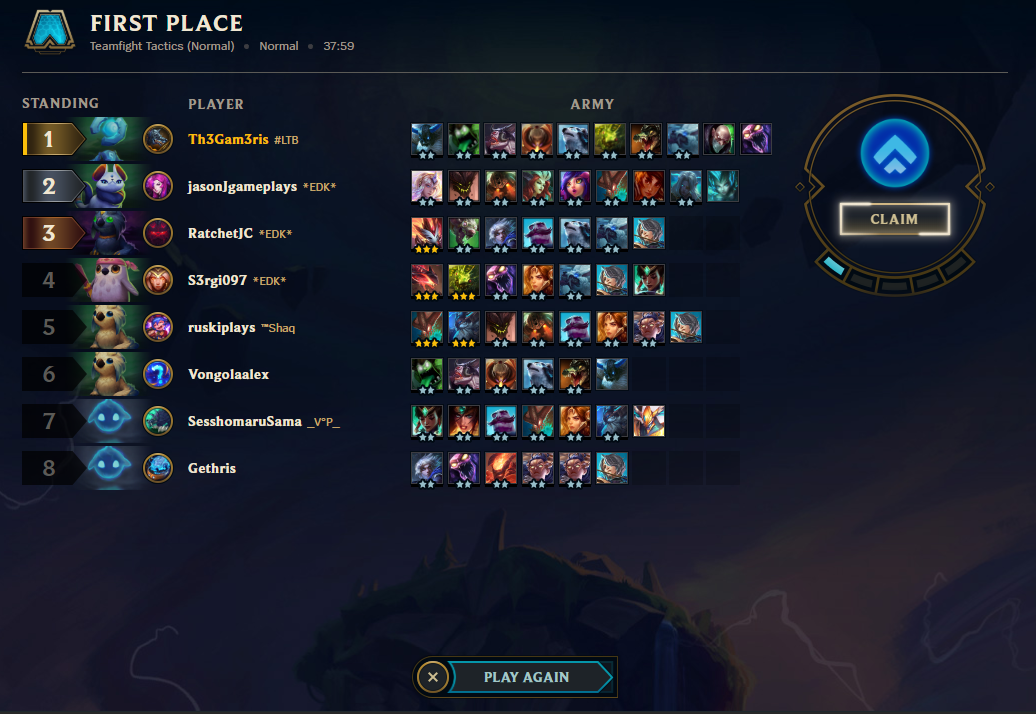 FIRST PLACE
Teamfight Tactics (Normal) • Normal • 37:59
STANDING PLAYER ARMY
1 Th3Gam3ris #LTB
2 jasonJgameplays *EDK*
3 RatchetJC *EDK*
CLAIM
4 S3rgi097 *EDK*
5 ruskiplays ™Shaq
6 Vongolaalex
7 SesshomaruSama _V°P_
8 Gethris
PLAY AGAIN